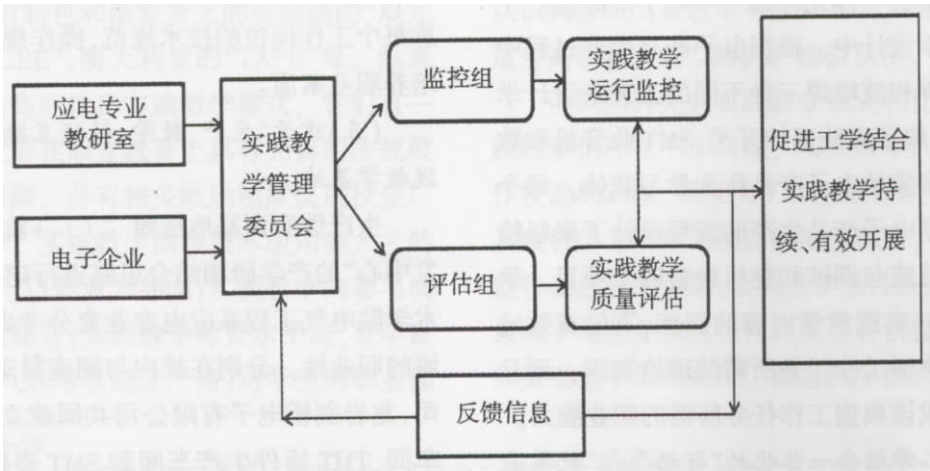 应电专业
教研室
电子企业
实践教
学管理
委员会
监控组
评估组
实践教学
运行监控
实践教学
质量评估
反馈信息
促进工学结合
实践教学持
续、有效开展